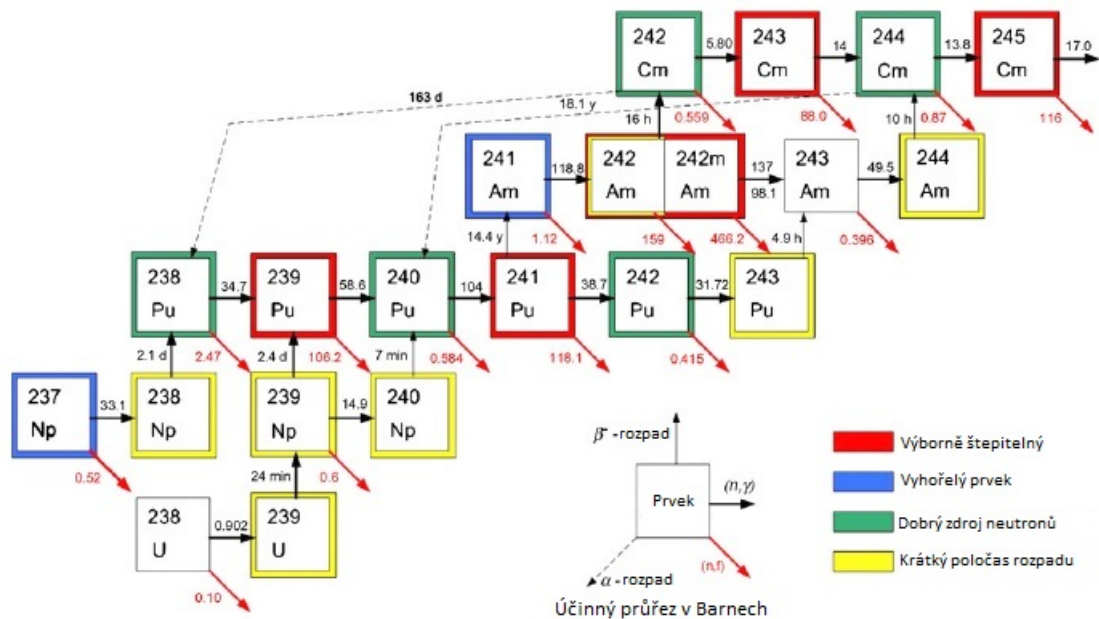 242 5.80 243 14 244 13.8 245 17.0
Cm Cm Cm Cm
163 d 18.1 y 16 h 0.559 88.0 10 h 0.87 116
241 118.8 242 242m 137 243 49.5 244
Am Am Am 98.1 Am Am
14.4 y 1.12 159 466.2 4.9 h 0.396
238 34.7 239 58.6 240 104 241 38.7 242 31.72 243
Pu Pu Pu Pu Pu Pu
2.1 d 2.47 2.4 d 106.2 7 min 0.584 118.1 0.415
237 33.1 238 239 14.9 240
Np Np Np Np
0.52 24 min 0.6
238 0.902 239
U U
0.10
β⁻ -rozpad
Prvek
(n,γ)
(n,f)
α - rozpad
Účinný průřez v Barnech
Výborně štepitelný
Vyhořelý prvek
Dobrý zdroj neutronů
Krátký poločas rozpadu